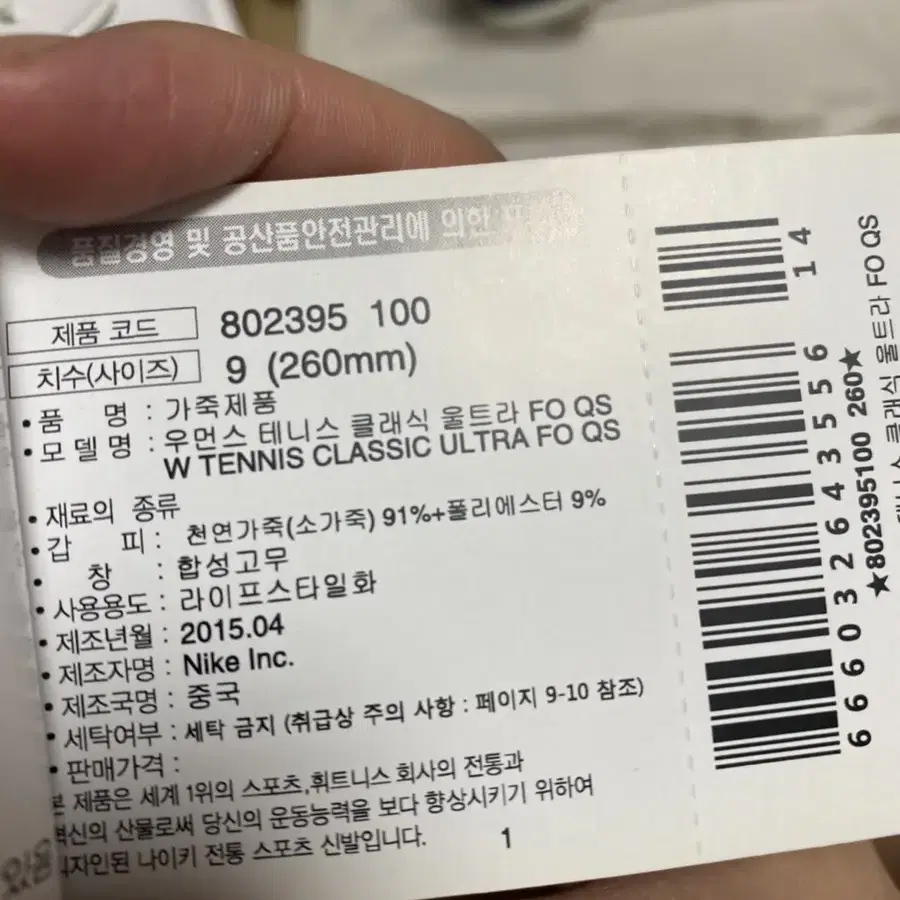 품질경영 및 공산품안전관리에 의한
제품 코드 802395 100
치수(사이즈) 9 (260mm)
• 품 명 : 가죽제품
• 모델명 : 우먼스 테니스 클래식 울트라 FO QS
W TENNIS CLASSIC ULTRA FO QS
• 재료의 종류
• 갑 피 : 천연가죽(소가죽) 91%+폴리에스터 9%
• 창 : 합성고무
• 사용용도 : 라이프스타일화
• 제조년월 : 2015.04
• 제조자명 : Nike Inc.
• 제조국명 : 중국
• 세탁여부 : 세탁 금지 (취급상 주의 사항 : 페이지 9-10 참조)
• 판매가격 :
본 제품은 세계 1위의 스포츠,휘트니스 회사의 전통과
혁신의 산물로써 당신의 운동능력을 보다 향상시키기 위하여
디자인된 나이키 전통 스포츠 신발입니다.
1
14
666032643556
★802395100 260★
클래식 울트라 FO QS
있음